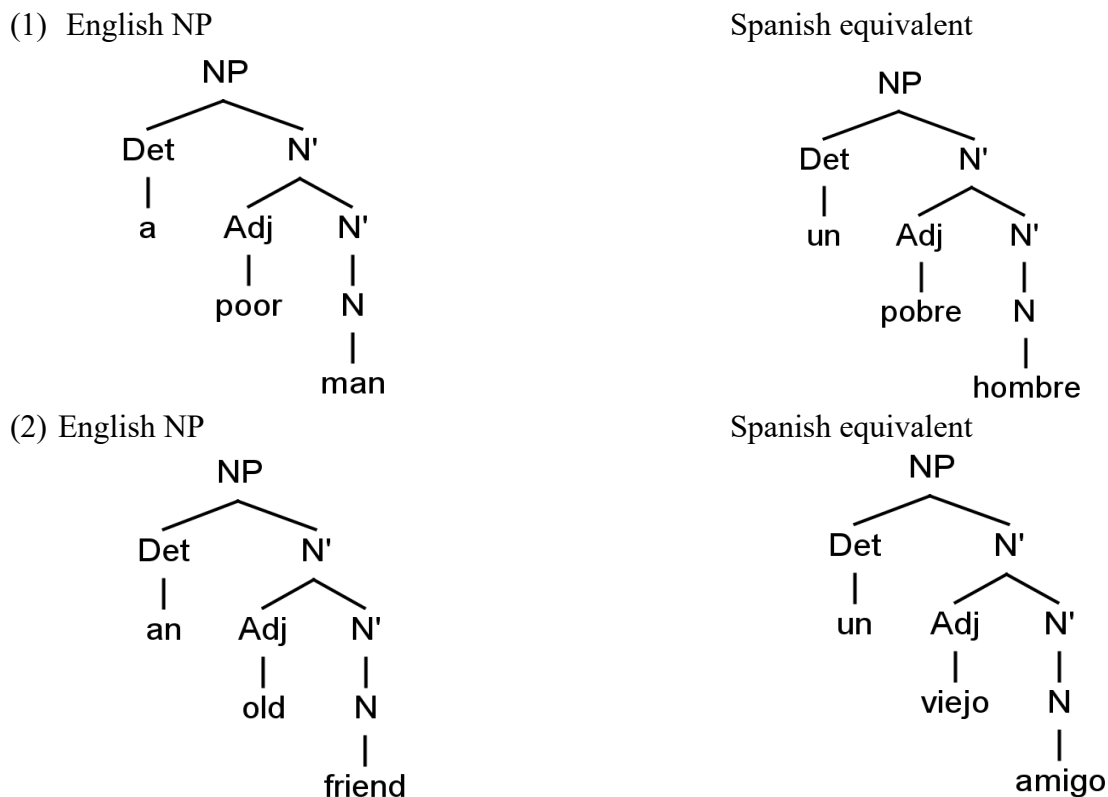 (1) English NP Spanish equivalent
NP NP
Det N' Det N'
a Adj N' un Adj N'
poor N pobre N
man hombre
(2) English NP Spanish equivalent
NP NP
Det N' Det N'
an Adj N' un Adj N'
old N viejo N
friend amigo